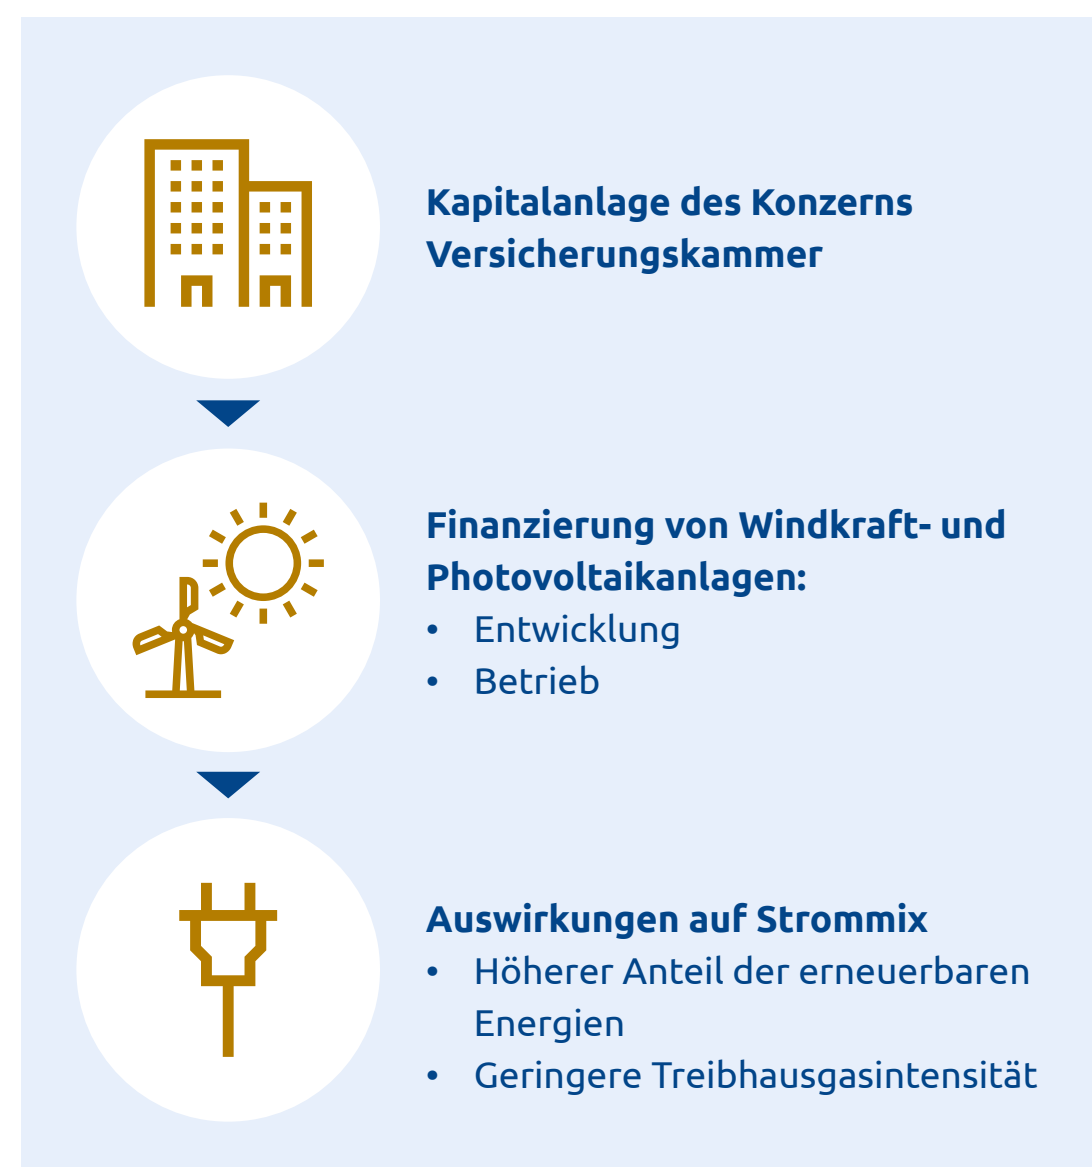 Kapitalanlage des Konzerns
Versicherungskammer
Finanzierung von Windkraft- und
Photovoltaikanlagen:
• Entwicklung
• Betrieb
Auswirkungen auf Strommix
• Höherer Anteil der erneuerbaren
Energien
• Geringere Treibhausgasintensität